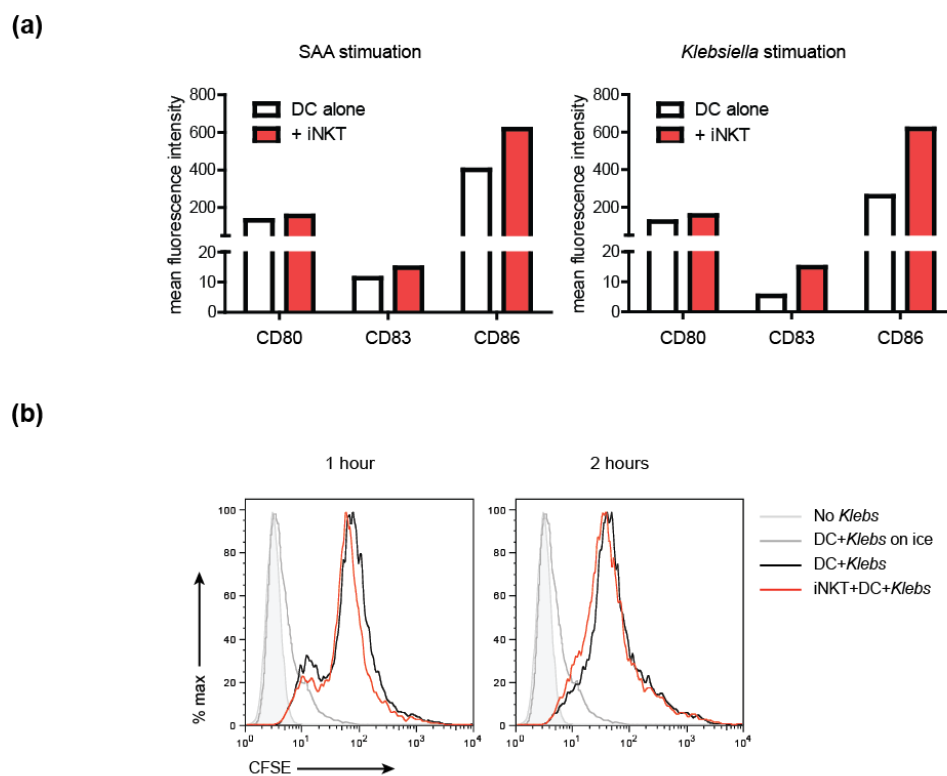 (a)
SAA stimuation
mean fluorescence intensity
800
600
400
200
20
10
0
DC alone
+ iNKT
CD80
CD83
CD86
Klebsiella stimuation
mean fluorescence intensity
800
600
400
200
20
10
0
DC alone
+ iNKT
CD80
CD83
CD86
(b)
1 hour
2 hours
% max
100
80
60
40
20
0
10⁰
10¹
10²
10³
10⁴
CFSE
100
80
60
40
20
0
10⁰
10¹
10²
10³
10⁴
No Klebs
DC+Klebs on ice
DC+Klebs
iNKT+DC+Klebs